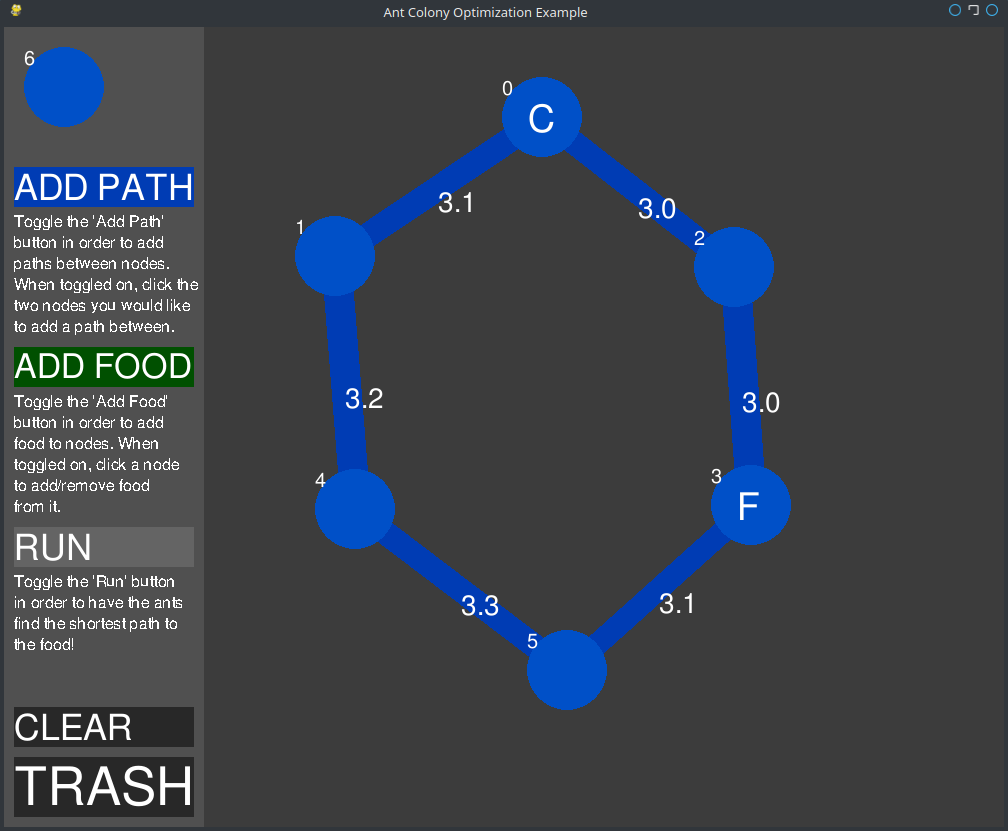 Ant Colony Optimization Example
6
ADD PATH
Toggle the 'Add Path'
button in order to add
paths between nodes.
When toggled on, click the
two nodes you would like
to add a path between.
ADD FOOD
Toggle the 'Add Food'
button in order to add
food to nodes. When
toggled on, click a node
to add/remove food
from it.
RUN
Toggle the 'Run' button
in order to have the ants
find the shortest path to
the food!
CLEAR
TRASH
0
C
3.1
3.0
1
2
3.2
3.0
4
3
F
3.3
3.1
5